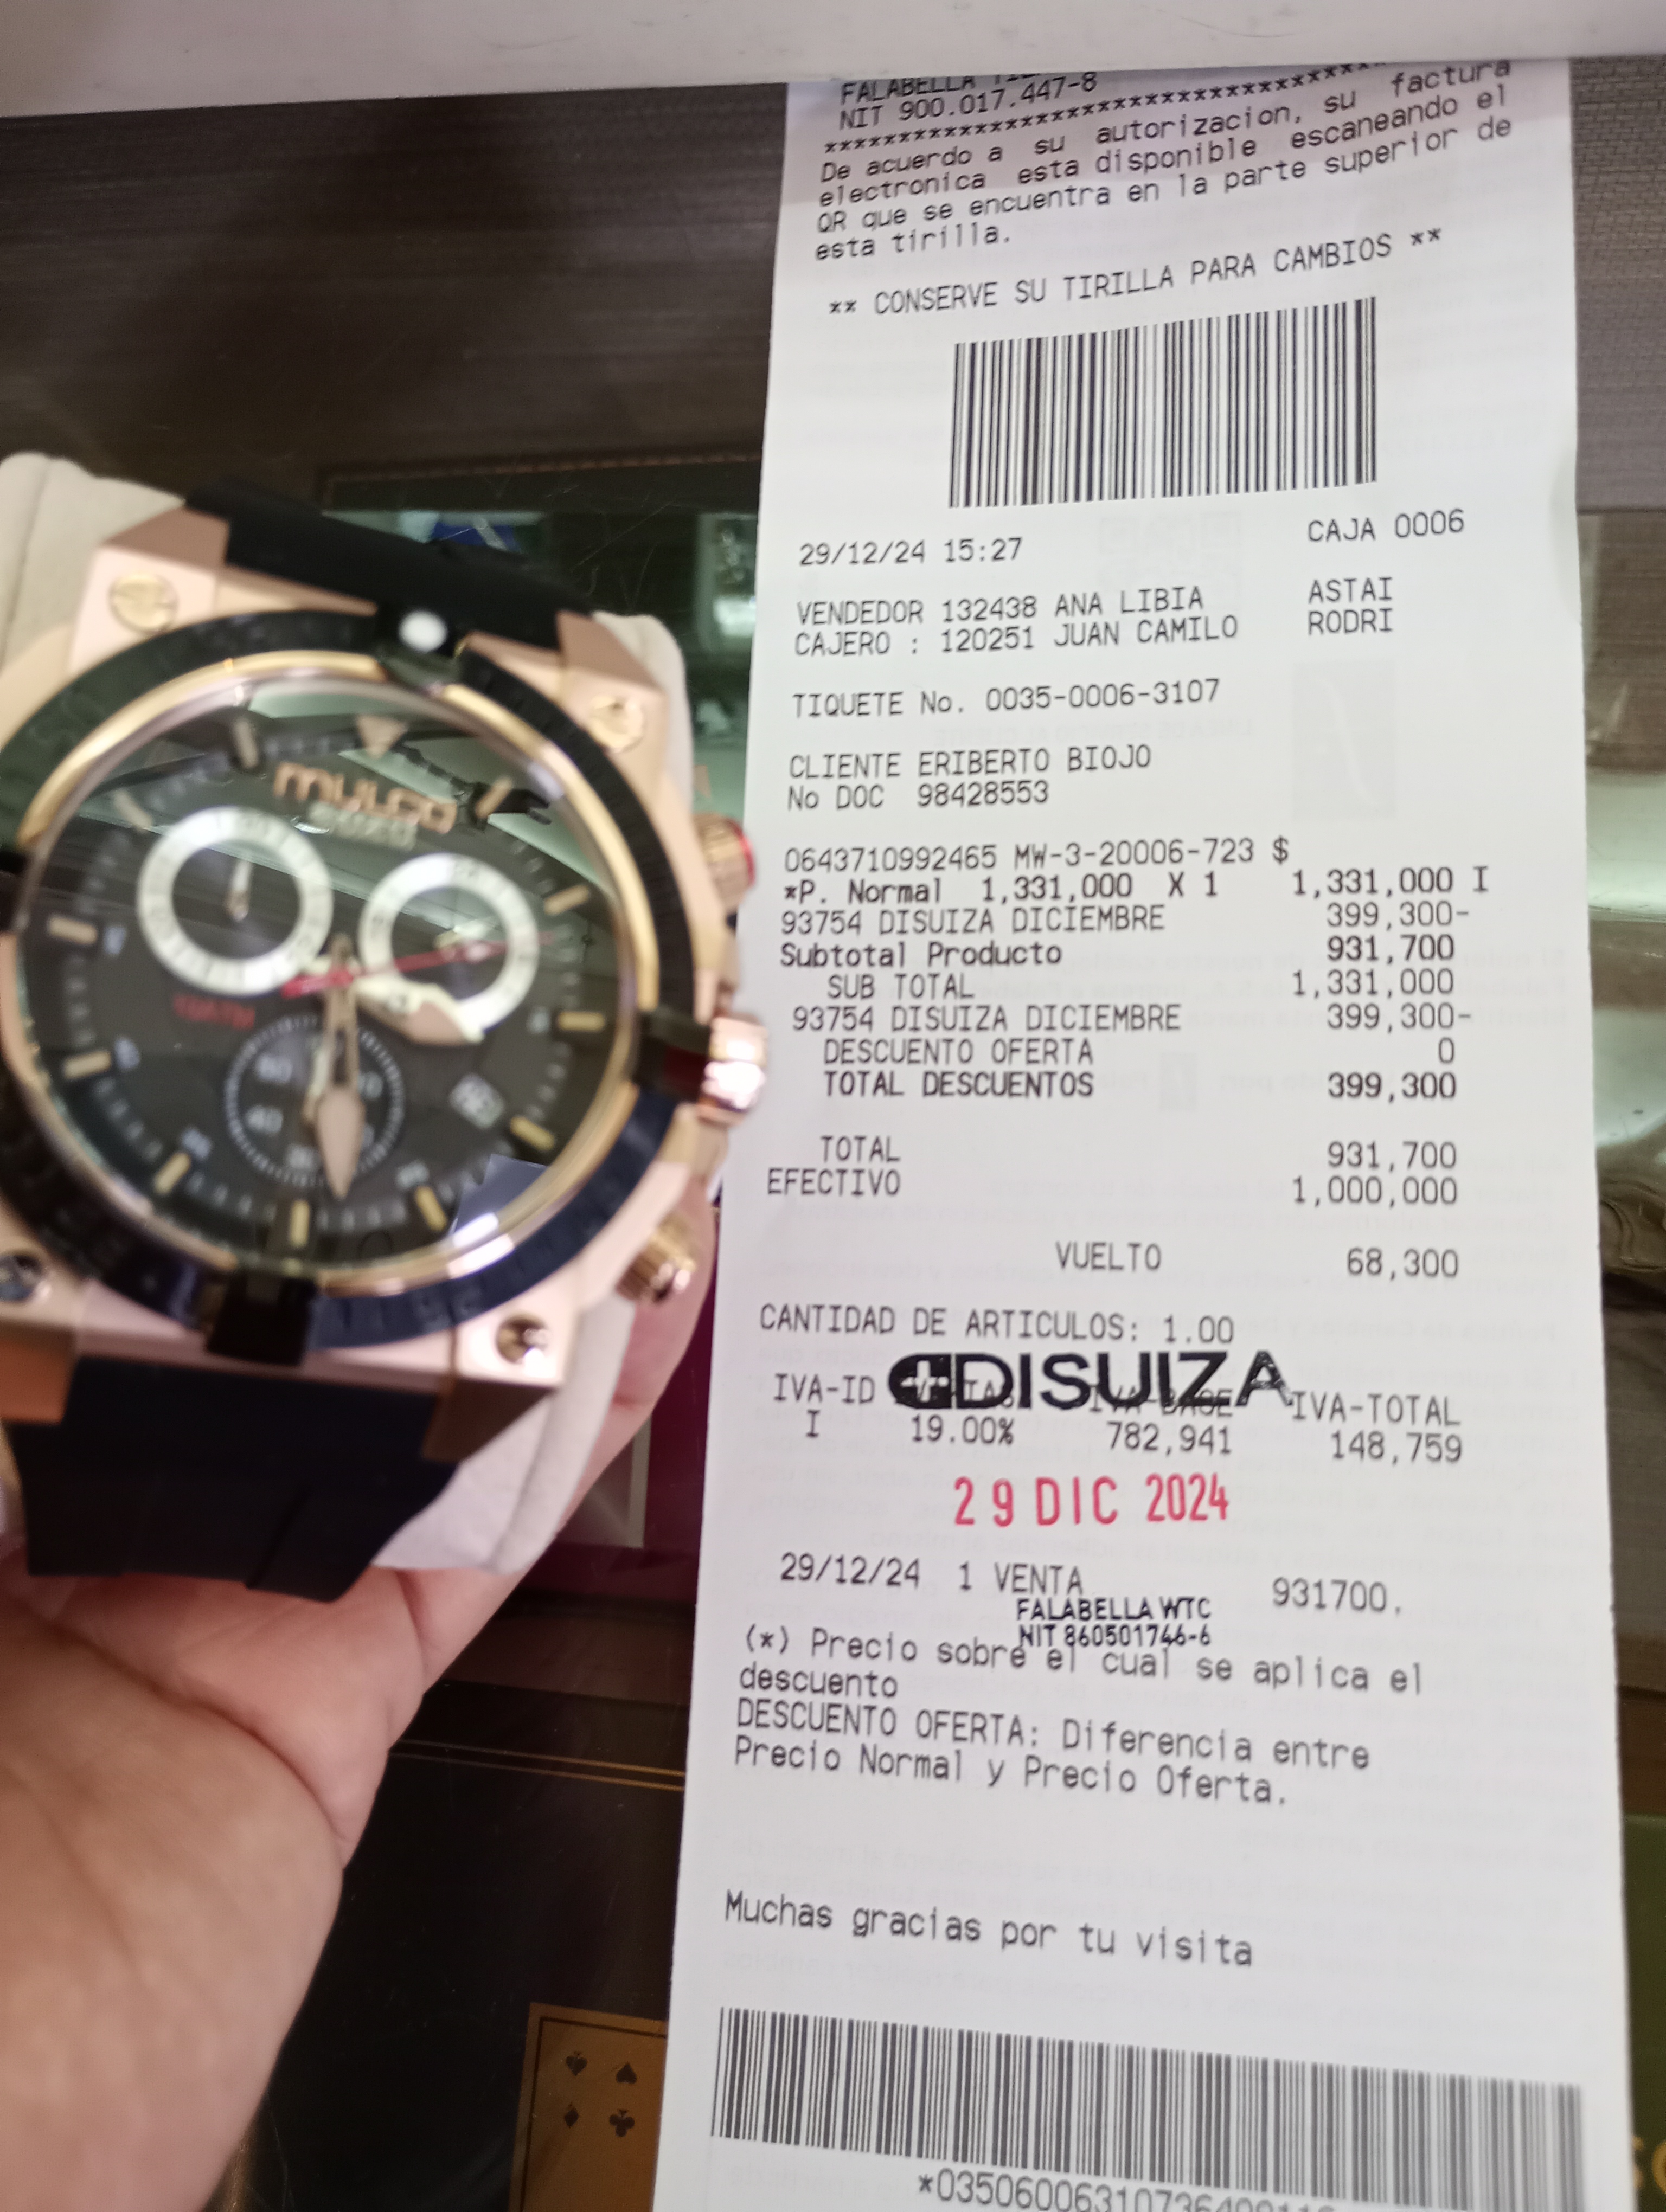 FALABELLA
NIT 900.017.447-8
****************************************
De acuerdo a su autorizacion, su factura
electronica esta disponible escaneando el
QR que se encuentra en la parte superior de
esta tirilla.
** CONSERVE SU TIRILLA PARA CAMBIOS **
29/12/24 15:27 CAJA 0006
VENDEDOR 132438 ANA LIBIA ASTAI
CAJERO : 120251 JUAN CAMILO RODRI
TIQUETE No. 0035-0006-3107
CLIENTE ERIBERTO BIOJO
No DOC 98428553
0643710992465 MW-3-20006-723 $
*P. Normal 1,331,000 X 1 1,331,000 I
93754 DISUIZA DICIEMBRE 399,300-
Subtotal Producto 931,700
SUB TOTAL 1,331,000
93754 DISUIZA DICIEMBRE 399,300-
DESCUENTO OFERTA 0
TOTAL DESCUENTOS 399,300
TOTAL 931,700
EFECTIVO 1,000,000
VUELTO 68,300
CANTIDAD DE ARTICULOS: 1.00
DISUIZA
IVA-ID IVA-BASE IVA-TOTAL
I 19.00% 782,941 148,759
29 DIC 2024
29/12/24 1 VENTA 931700.
FALABELLA WTC
NIT 860501746-6
(*) Precio sobre el cual se aplica el
descuento
DESCUENTO OFERTA: Diferencia entre
Precio Normal y Precio Oferta.
Muchas gracias por tu visita
mulco
10ATM
60
40